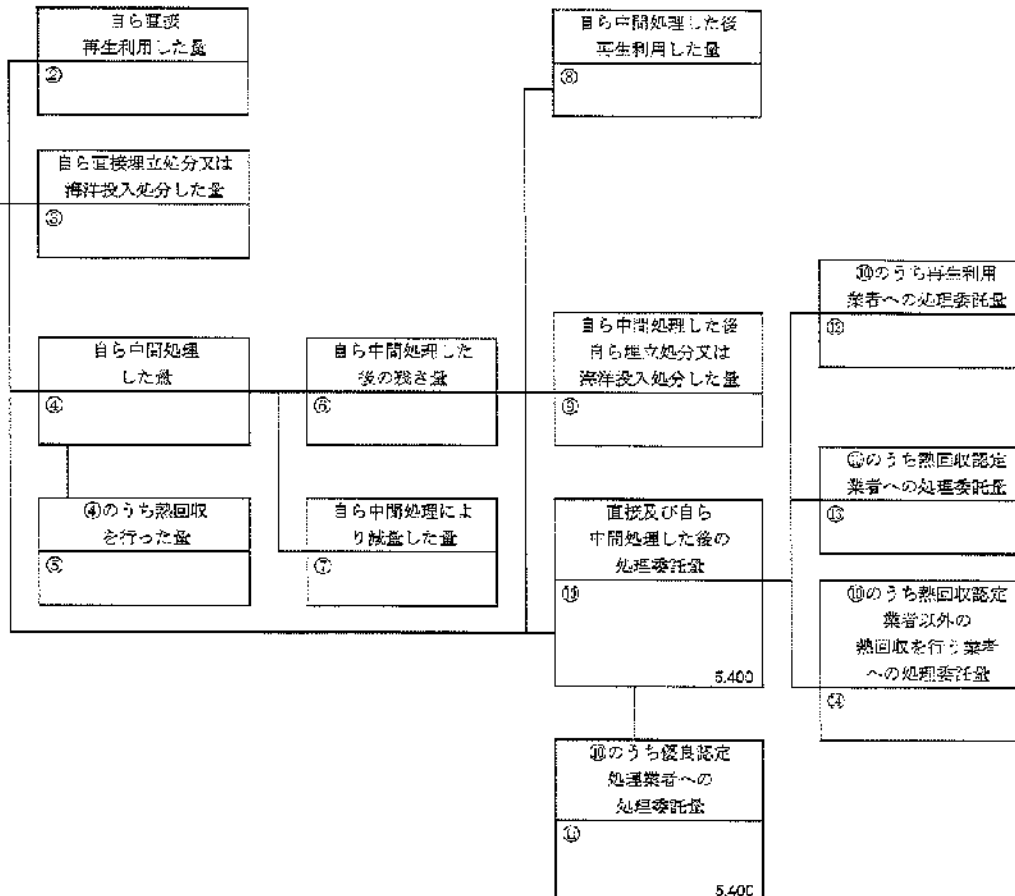 自ら直接
再生利用した量
②
自ら中間処理した後
再生利用した量
⑧
自ら直接埋立処分又は
海洋投入処分した量
③
⑩のうち再生利用
業者への処理委託量
⑫
自ら中間処理
した量
④
自ら中間処理した
後の残さ量
⑥
自ら中間処理した後
自ら埋立処分又は
海洋投入処分した量
⑨
⑩のうち熱回収認定
業者への処理委託量
⑬
④のうち熱回収
を行った量
⑤
自ら中間処理によ
り減量した量
⑦
直接及び自ら
中間処理した後の
処理委託量
⑩
5.400
⑩のうち熱回収認定
業者以外の
熱回収を行う業者
への処理委託量
⑭
⑩のうち優良認定
処理業者への
処理委託量
⑪
5.400